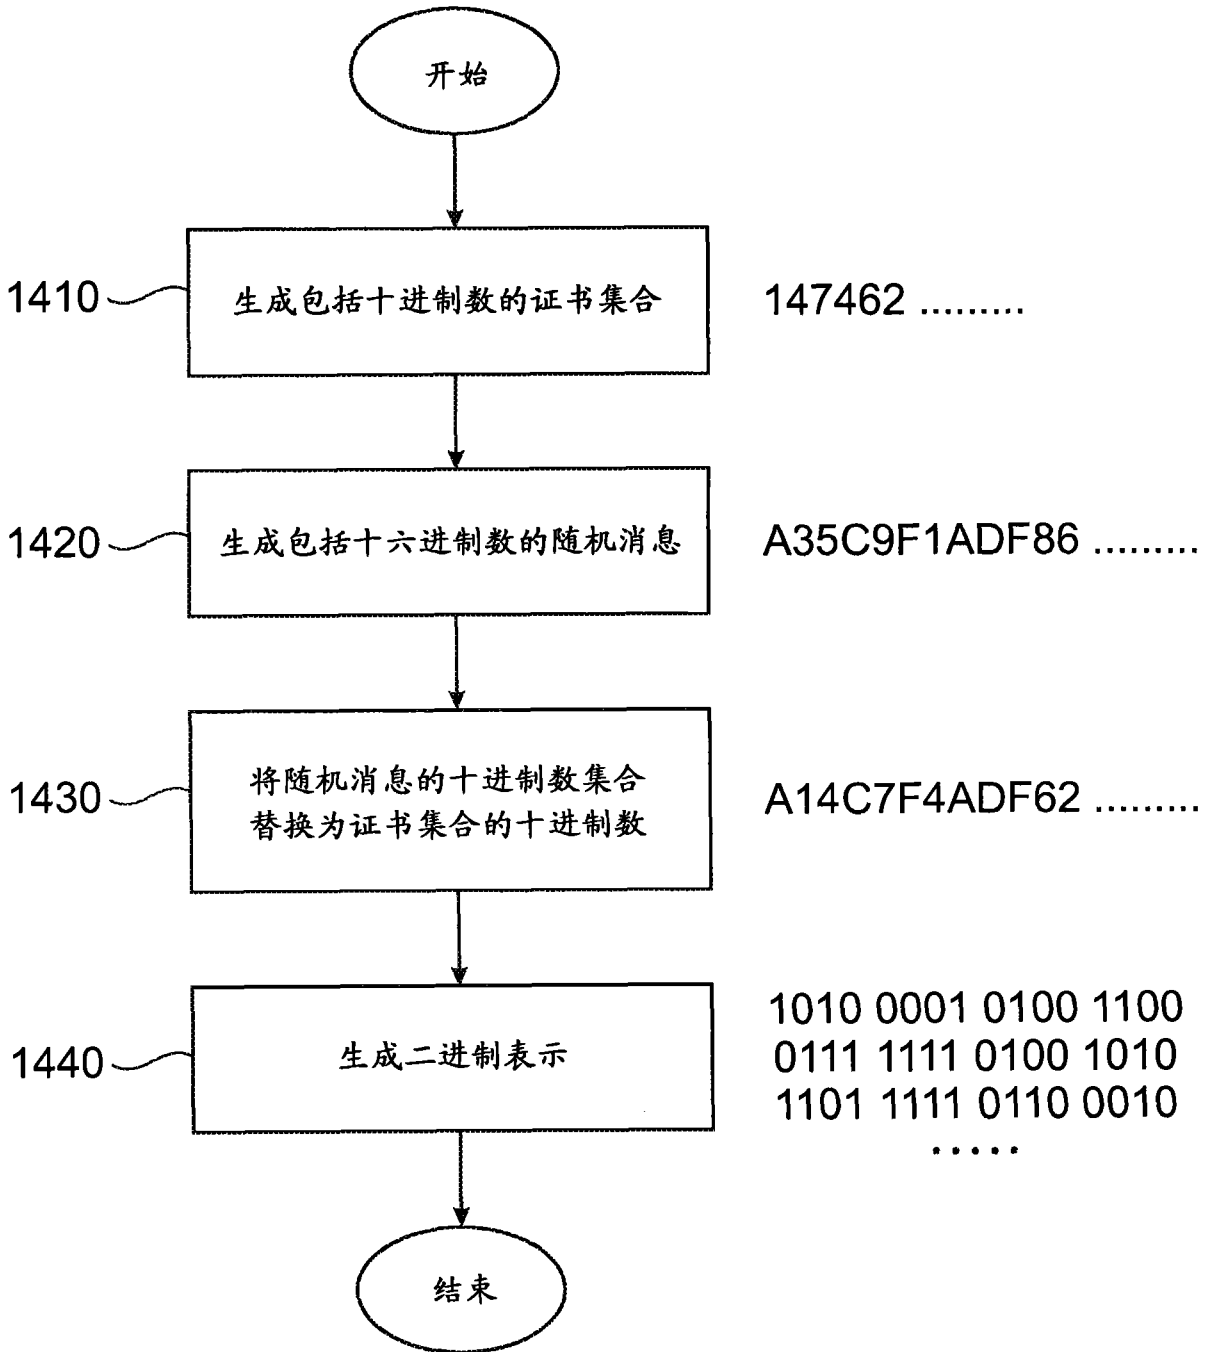 开始
1410
生成包括十进制数的证书集合
147462 .........
1420
生成包括十六进制数的随机消息
A35C9F1ADF86 .........
1430
将随机消息的十进制数集合
替换为证书集合的十进制数
A14C7F4ADF62 .........
1440
生成二进制表示
1010 0001 0100 1100
0111 1111 0100 1010
1101 1111 0110 0010
.....
结束